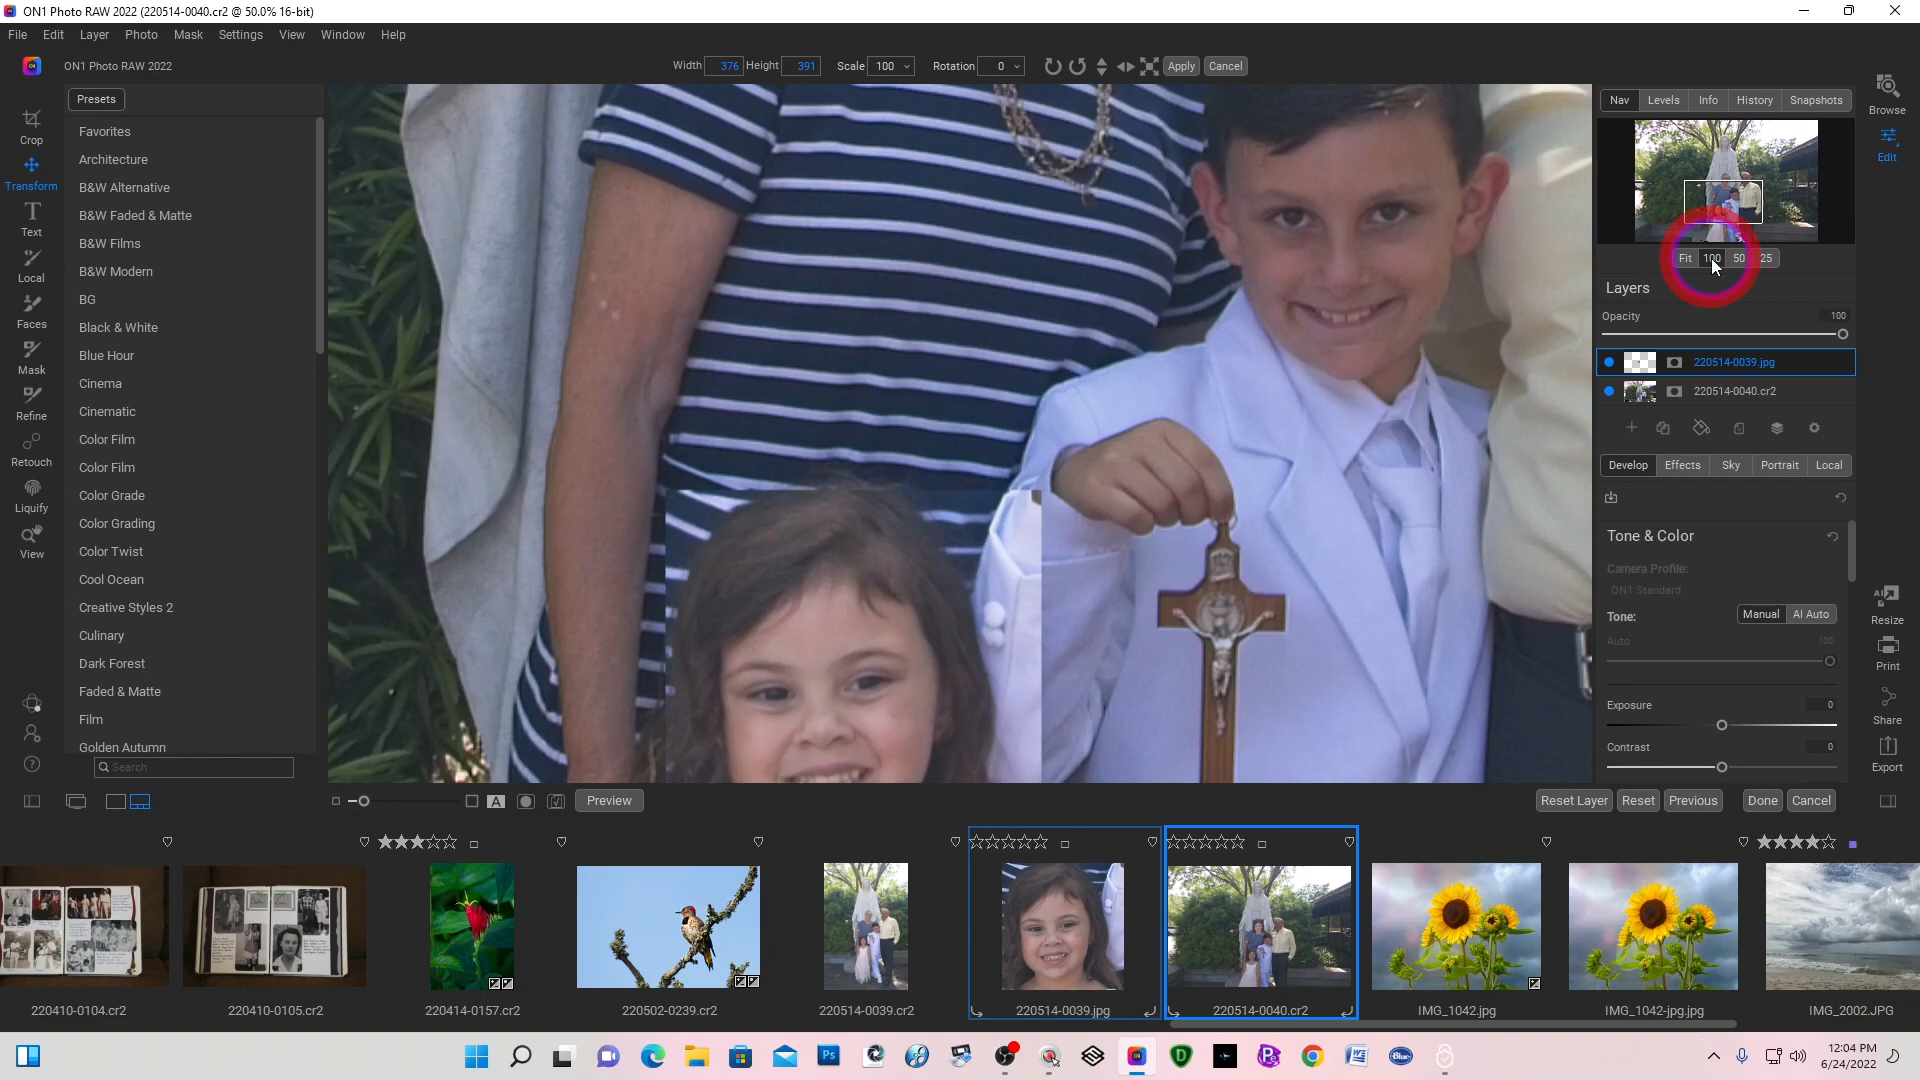 ON1 Photo RAW 2022 (220514-0040.cr2 @ 50.0% 16-bit)
File Edit Layer Photo Mask Settings View Window Help
ON1 Photo RAW 2022
Width 376 Height 391 Scale 100 Rotation 0 Apply Cancel
Presets
Favorites
Architecture
B&W Alternative
B&W Faded & Matte
B&W Films
B&W Modern
BG
Black & White
Blue Hour
Cinema
Cinematic
Color Film
Color Film
Color Grade
Color Grading
Color Twist
Cool Ocean
Creative Styles 2
Culinary
Dark Forest
Faded & Matte
Film
Golden Autumn
Search
Crop
Transform
Text
Local
Faces
Mask
Refine
Retouch
Liquify
View
Nav Levels Info History Snapshots
Fit 100 50 25
Layers
Opacity 100
220514-0039.jpg
220514-0040.cr2
Develop Effects Sky Portrait Local
Tone & Color
Camera Profile:
ON1 Standard
Tone: Manual AI Auto
Auto 100
Exposure 0
Contrast 0
Browse
Edit
AI
Resize
Print
Share
Export
A Preview
Reset Layer Reset Previous Done Cancel
220410-0104.cr2
220410-0105.cr2
220414-0157.cr2
220502-0239.cr2
220514-0039.cr2
220514-0039.jpg
220514-0040.cr2
IMG_1042.jpg
IMG_1042-jpg.jpg
IMG_2002.JPG
Ps
12:04 PM
6/24/2022